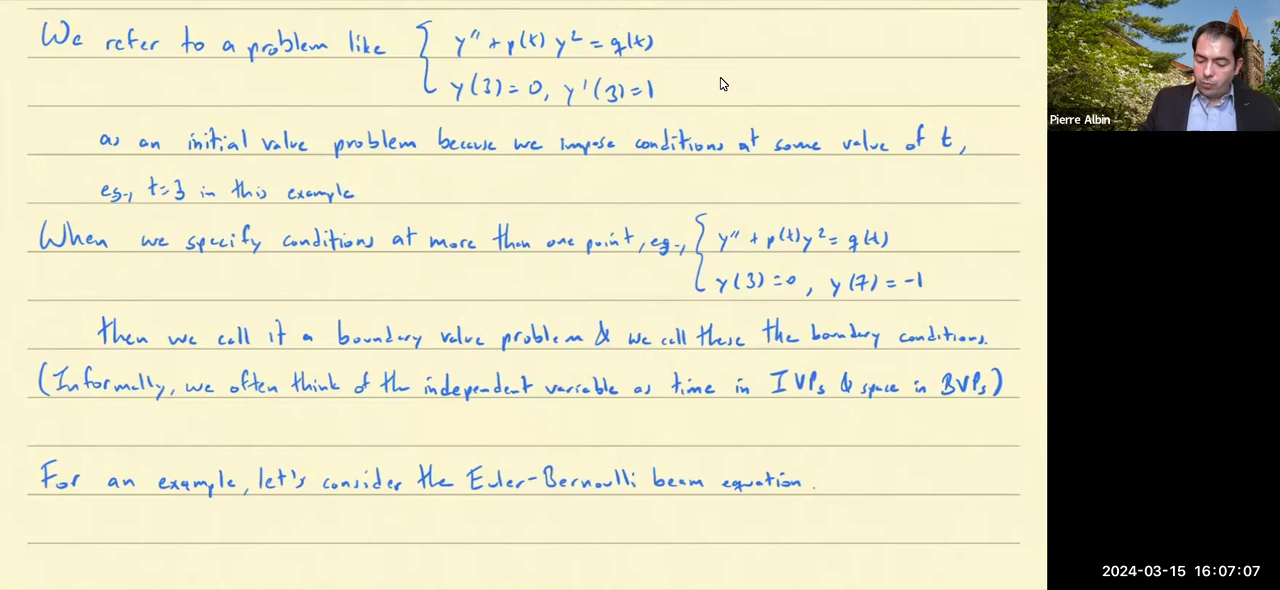 We refer to a problem like { y'' + p(t) y² = q(t)
y(3) = 0, y'(3) = 1
as an initial value problem because we impose conditions at some value of t,
eg., t=3 in this example
When we specify conditions at more than one point, eg., { y'' + p(t) y² = q(t)
y(3) = 0, y(7) = -1
then we call it a boundary value problem & we call these the boundary conditions.
(Informally, we often think of the independent variable as time in IVPs & space in BVPs)
For an example, let's consider the Euler-Bernoulli beam equation.
Pierre Albin
2024-03-15 16:07:07